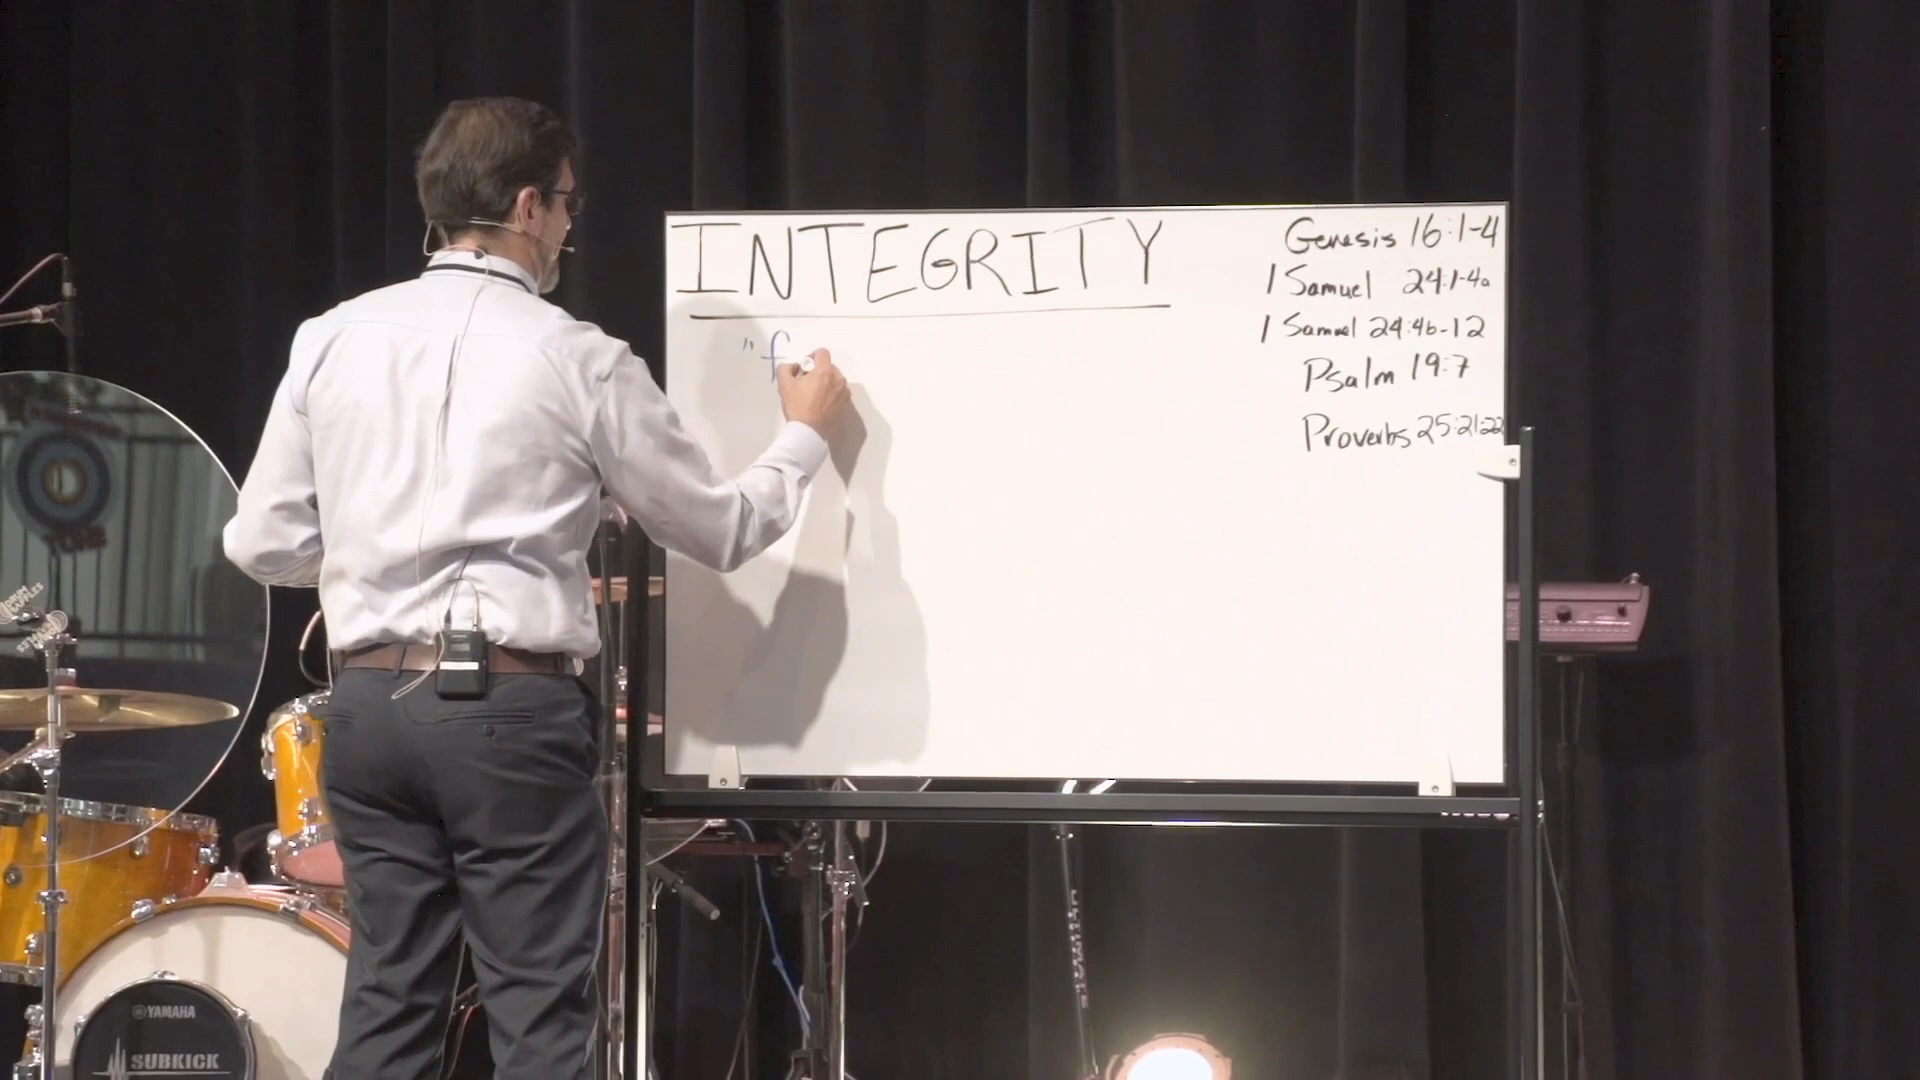 INTEGRITY
"f
Genesis 16:1-4
1 Samuel 24:1-4a
1 Samuel 24:4b-12
Psalm 19:7
Proverbs 25:21-22
YAMAHA
SUBKICK